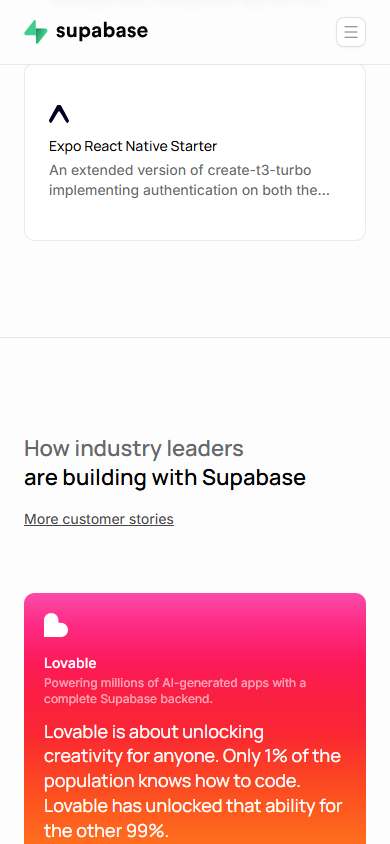 supabase
Expo React Native Starter
An extended version of create-t3-turbo
implementing authentication on both the...
How industry leaders
are building with Supabase
More customer stories
Lovable
Powering millions of AI-generated apps with a
complete Supabase backend.
Lovable is about unlocking
creativity for anyone. Only 1% of the
population knows how to code.
Lovable has unlocked that ability for
the other 99%.